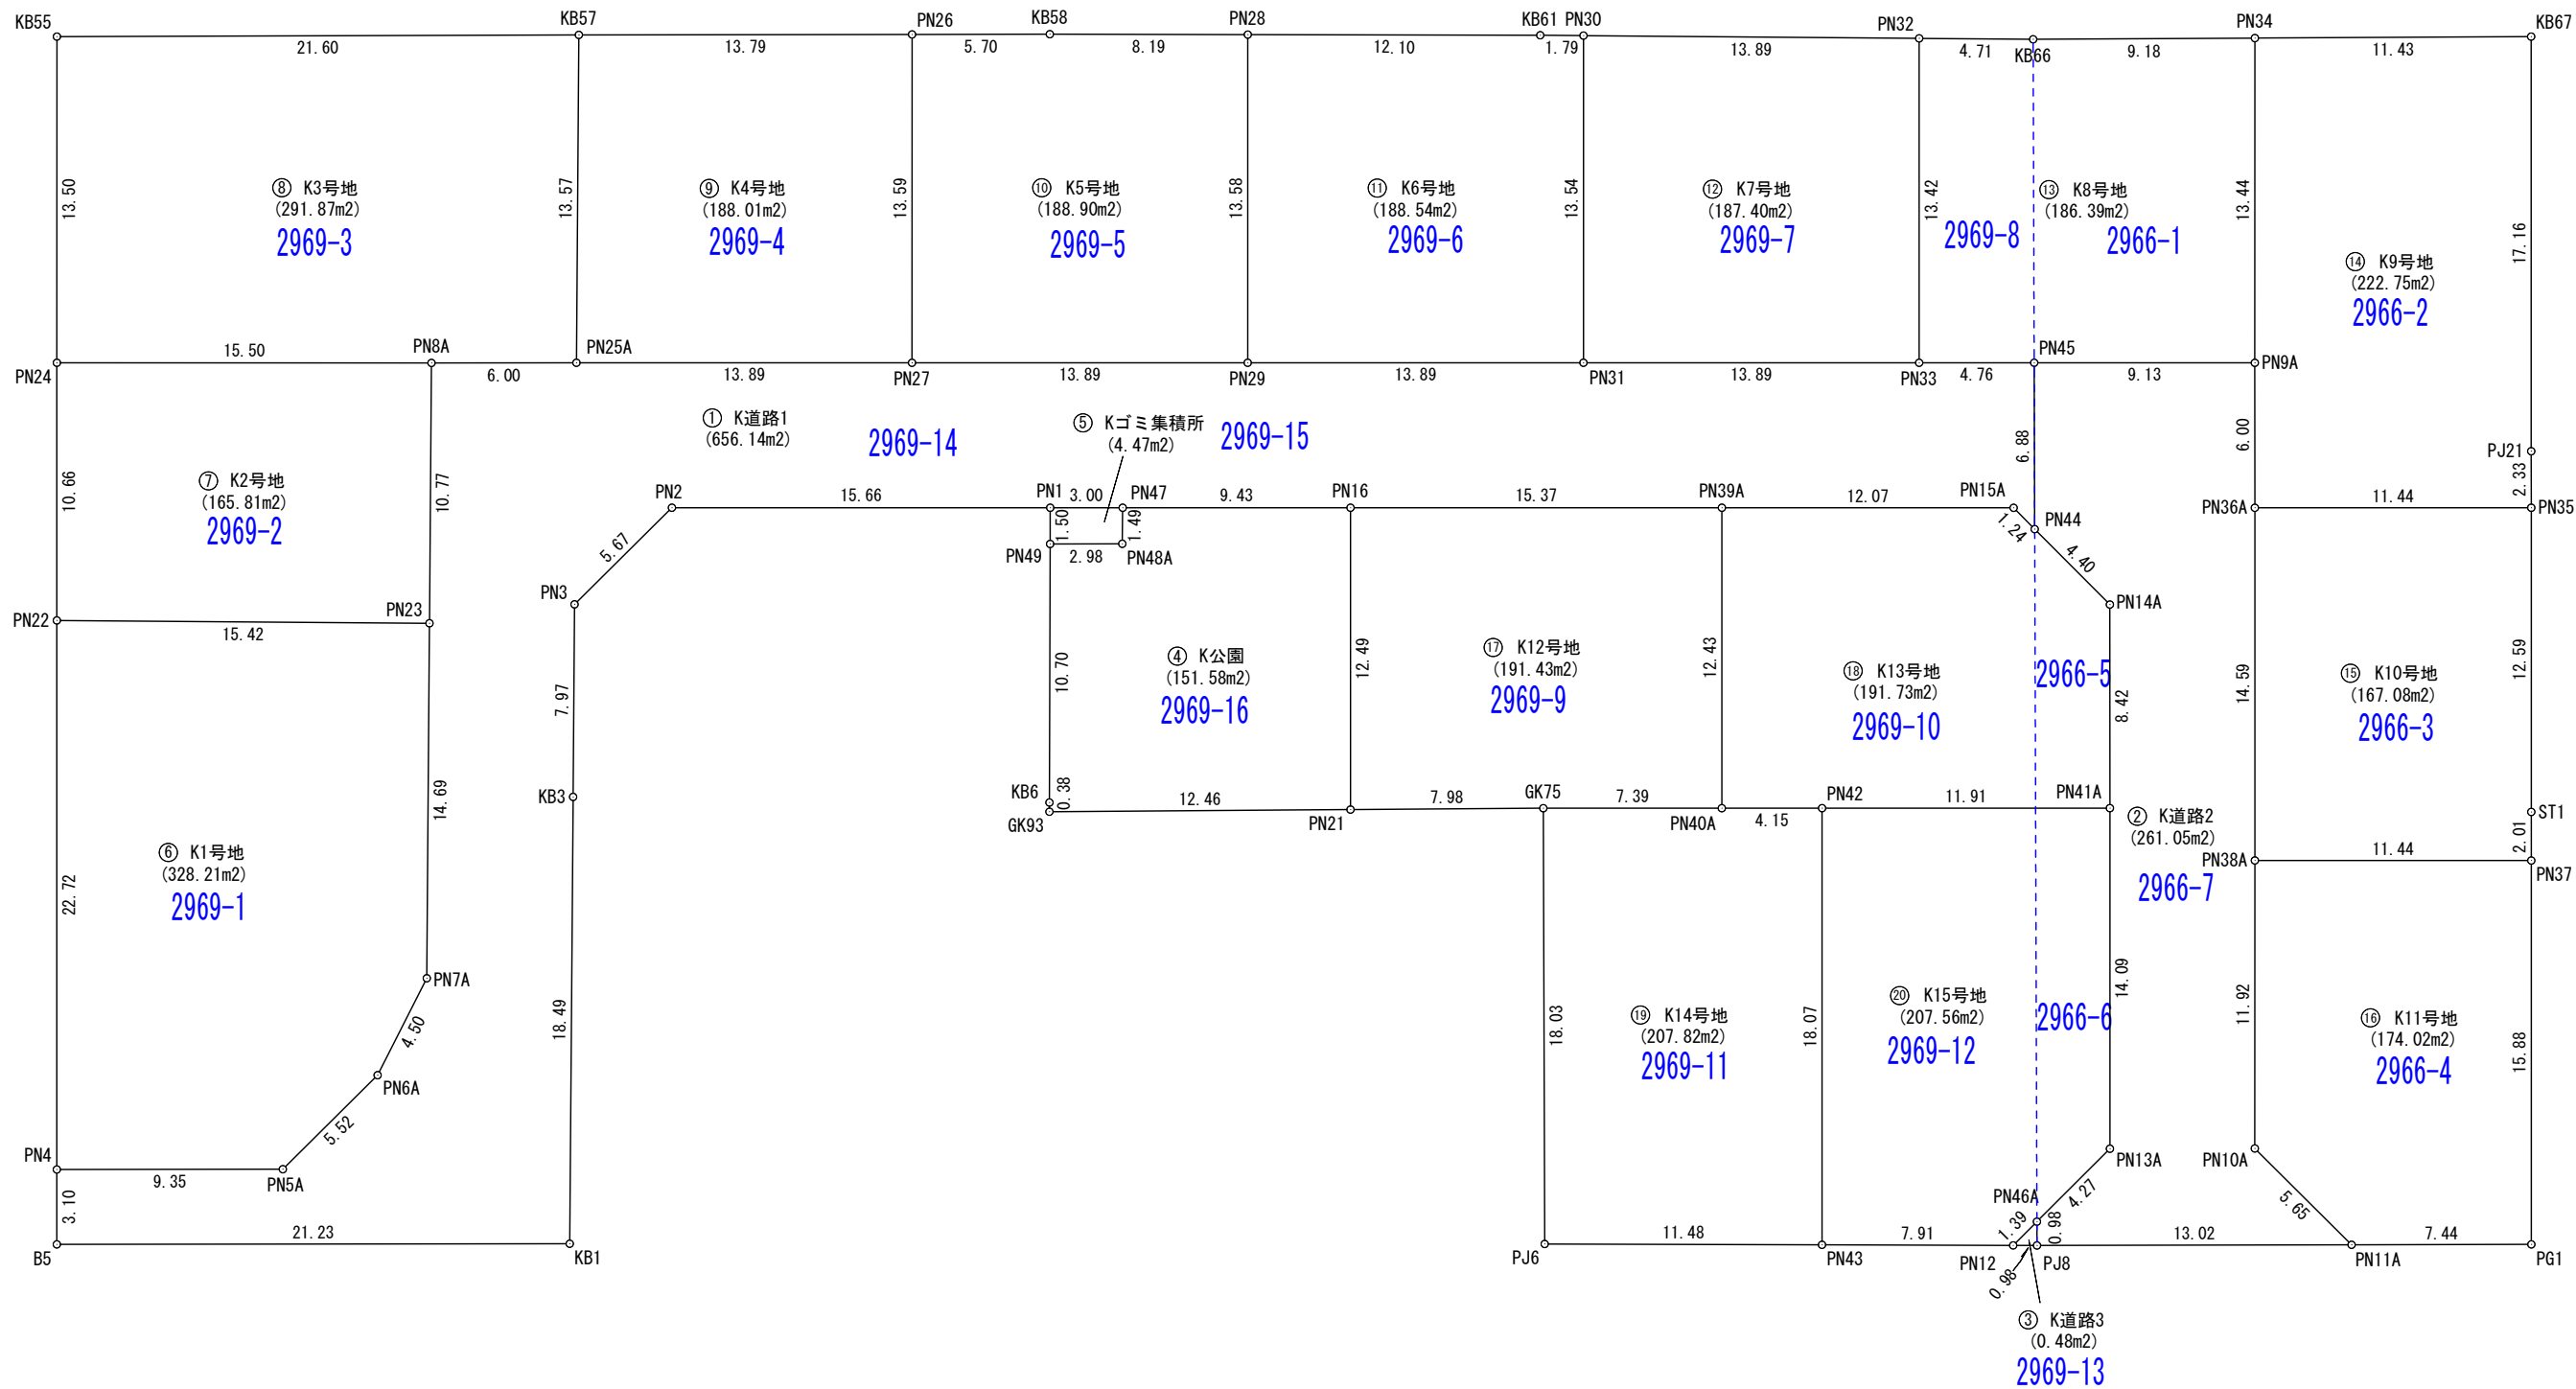 KB55
KB57
PN26
KB58
PN28
KB61
PN30
PN32
KB66
PN34
KB67
21.60
13.79
5.70
8.19
12.10
1.79
13.89
4.71
9.18
11.43
13.50
⑧ K3号地
(291.87m2)
2969-3
13.57
⑨ K4号地
(188.01m2)
2969-4
13.59
⑩ K5号地
(188.90m2)
2969-5
13.58
⑪ K6号地
(188.54m2)
2969-6
13.54
⑫ K7号地
(187.40m2)
2969-7
13.42
2969-8
⑬ K8号地
(186.39m2)
2966-1
13.44
⑭ K9号地
(222.75m2)
2966-2
17.16
PN24
15.50
PN8A
6.00
PN25A
13.89
PN27
13.89
PN29
13.89
PN31
13.89
PN33
4.76
PN45
9.13
PN9A
① K道路1
(656.14m2)
2969-14
⑤ Kゴミ集積所
(4.47m2)
2969-15
6.88
6.00
PJ21
2.33
10.66
⑦ K2号地
(165.81m2)
2969-2
10.77
PN2
15.66
PN1
3.00
PN47
9.43
PN16
15.37
PN39A
12.07
PN15A
PN44
PN36A
11.44
PN35
5.67
1.50
1.49
1.24
4.40
PN49
2.98
PN48A
PN3
PN14A
PN22
15.42
PN23
7.97
10.70
④ K公園
(151.58m2)
2969-16
12.49
⑰ K12号地
(191.43m2)
2969-9
12.43
⑱ K13号地
(191.73m2)
2969-10
2966-5
8.42
14.59
⑮ K10号地
(167.08m2)
2966-3
12.59
KB3
14.69
KB6
0.38
GK93
12.46
PN21
7.98
GK75
7.39
PN40A
4.15
PN42
11.91
PN41A
② K道路2
(261.05m2)
2966-7
ST1
2.01
PN38A
11.44
PN37
⑥ K1号地
(328.21m2)
2969-1
22.72
PN7A
4.50
PN6A
5.52
18.49
18.03
⑲ K14号地
(207.82m2)
2969-11
18.07
⑳ K15号地
(207.56m2)
2969-12
2966-6
14.09
11.92
⑯ K11号地
(174.02m2)
2966-4
15.88
PN4
9.35
PN5A
3.10
21.23
B5
KB1
PN13A
PN10A
PN46A
4.27
1.39
0.98
5.65
PJ6
11.48
PN43
7.91
PN12
PJ8
13.02
PN11A
7.44
PG1
0.98
③ K道路3
(0.48m2)
2969-13